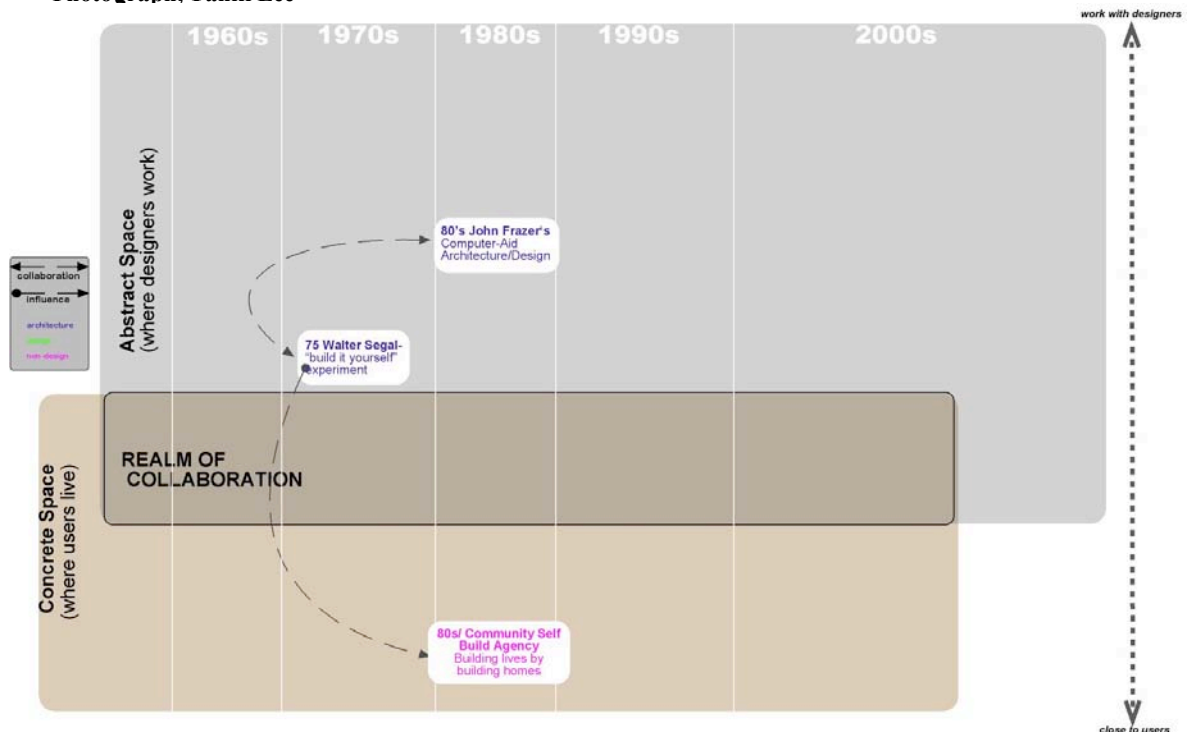 work with designers
1960s 1970s 1980s 1990s 2000s
Abstract Space
(where designers work)
80's John Frazer's
Computer-Aid
Architecture/Design
collaboration
influence
architecture
non-design
75 Walter Segal-
"build it yourself"
experiment
REALM OF
COLLABORATION
Concrete Space
(where users live)
80s/ Community Self
Build Agency
Building lives by
building homes
close to users